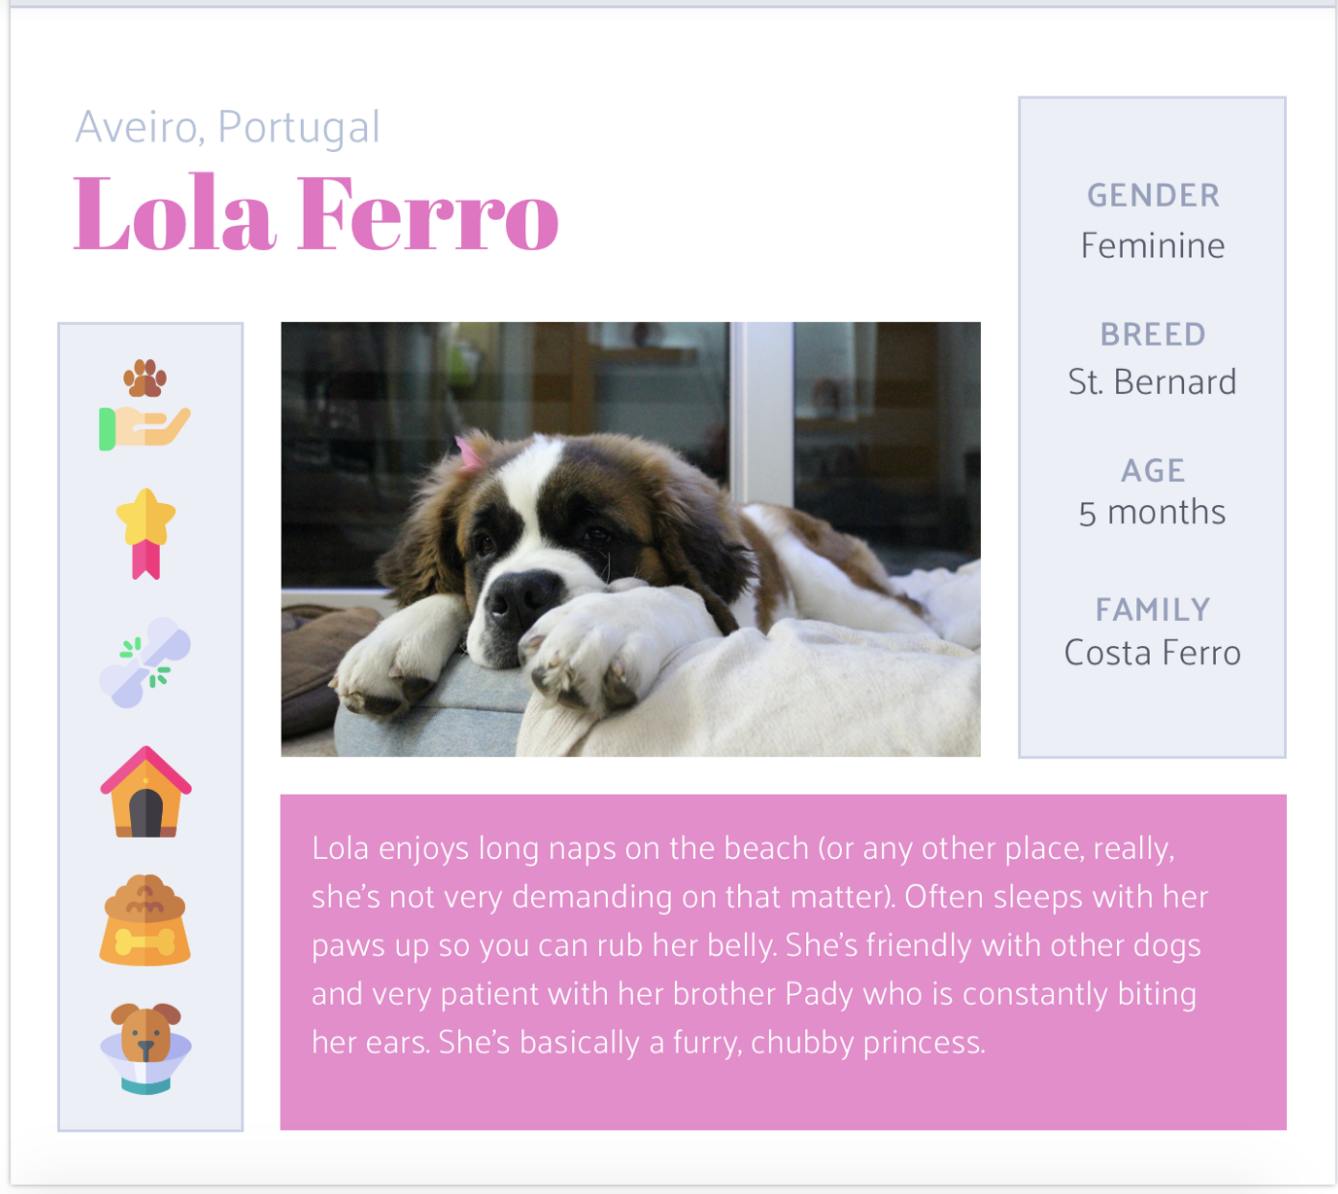 Aveiro, Portugal
Lola Ferro
GENDER
Feminine
BREED
St. Bernard
AGE
5 months
FAMILY
Costa Ferro
Lola enjoys long naps on the beach (or any other place, really,
she’s not very demanding on that matter). Often sleeps with her
paws up so you can rub her belly. She’s friendly with other dogs
and very patient with her brother Pady who is constantly biting
her ears. She’s basically a furry, chubby princess.